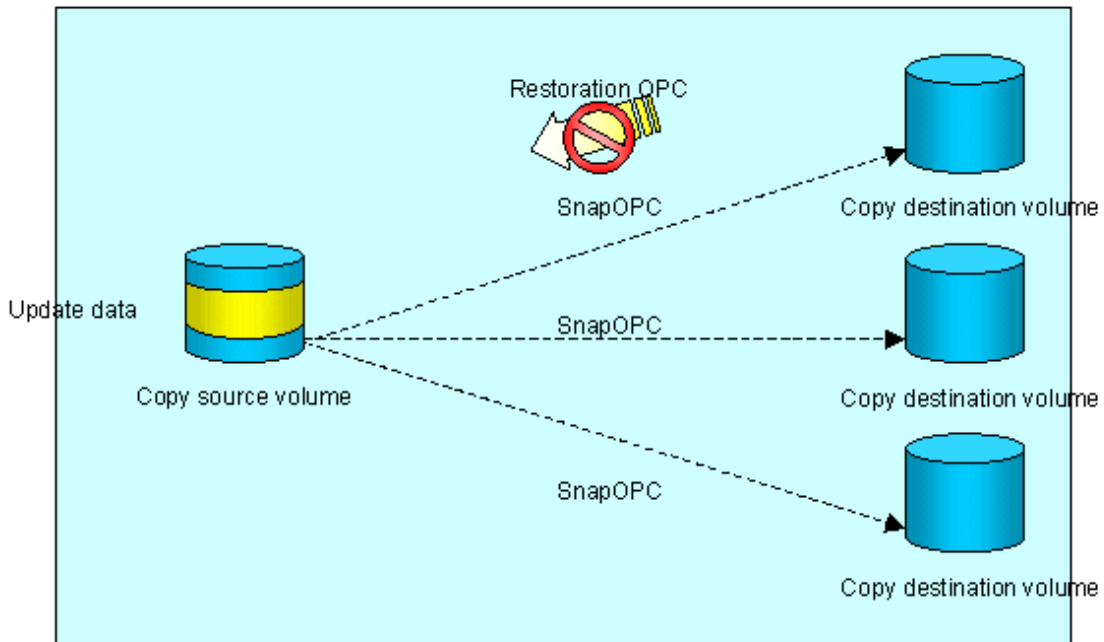 Restoration OPC
SnapOPC
Copy destination volume
Update data
SnapOPC
Copy source volume
Copy destination volume
SnapOPC
Copy destination volume